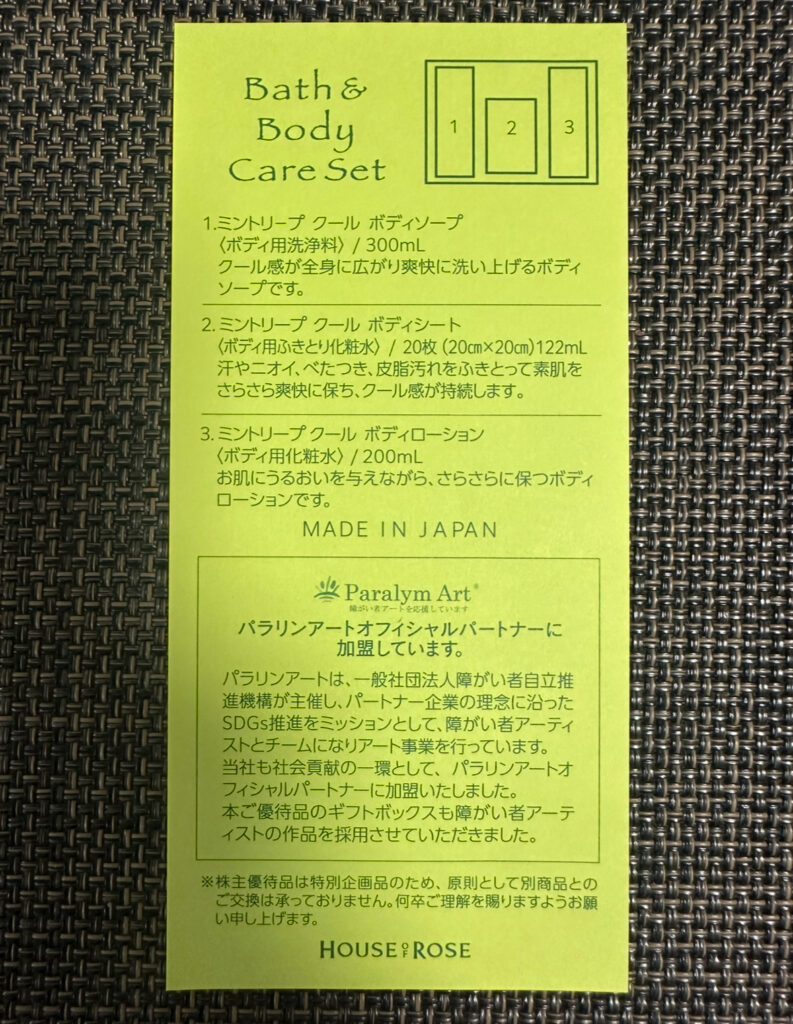 Bath &
Body
Care Set
1 2 3
1.ミントリープ クール ボディソープ
〈ボディ用洗浄料〉 / 300mL
クール感が全身に広がり爽快に洗い上げるボディ
ソープです。
2.ミントリープ クール ボディシート
〈ボディ用ふきとり化粧水〉 / 20枚 (20㎝×20㎝)122mL
汗やニオイ、べたつき、皮脂汚れをふきとって素肌を
さらさら爽快に保ち、クール感が持続します。
3.ミントリープ クール ボディローション
〈ボディ用化粧水〉 / 200mL
お肌にうるおいを与えながら、さらさらに保つボディ
ローションです。
MADE IN JAPAN
Paralym Art®
障がい者アートを応援しています
パラリンアートオフィシャルパートナーに
加盟しています。
パラリンアートは、一般社団法人障がい者自立推
進機構が主催し、パートナー企業の理念に沿った
SDGs推進をミッションとして、障がい者アーティ
ストとチームになりアート事業を行っています。
当社も社会貢献の一環として、パラリンアートオ
フィシャルパートナーに加盟いたしました。
本ご優待品のギフトボックスも障がい者アーテ
ィストの作品を採用させていただきました。
※株主優待品は特別企画品のため、原則として別商品との
ご交換は承っておりません。何卒ご理解を賜りますようお願
い申し上げます。
HOUSE OF ROSE